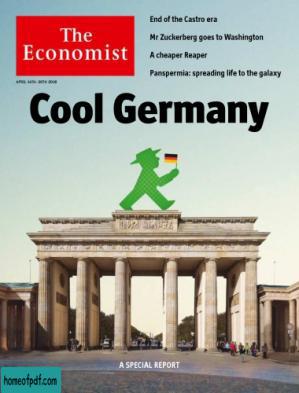 The
Economist
APRIL 14TH–20TH 2018
End of the Castro era
Mr Zuckerberg goes to Washington
A cheaper Reaper
Panspermia: spreading life to the galaxy
Cool Germany
A SPECIAL REPORT
homeofpdf.com